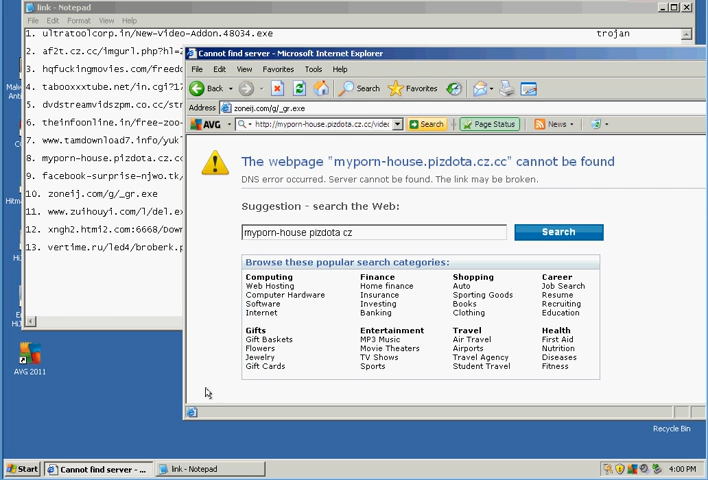 link - Notepad
File Edit Format View Help
1. ultratoolcorp.in/New-Video-Addon.48034.exe trojan
2. af2t.cz.cc/imgurl.php?hl=
3. hqfuckingmovies.com/freed
4. tabooxxxtube.net/in.cgi?1
5. dvdstreamvidszpm.co.cc/st
6. theinfoonline.in/free-zoo-
7. www.tamdownload7.info/yuk
8. myporn-house.pizdota.cz.cc
9. facebook-surprise-njwo.tk/
10. zoneij.com/g/_gr.exe
11. www.zuihouyi.com/l/del.ex
12. xngh2.htmi2.com:6668/Down
13. vertime.ru/led4/broberk.p
Cannot find server - Microsoft Internet Explorer
File Edit View Favorites Tools Help
Back Search Favorites
Address zoneij.com/g/_gr.exe
AVG http://myporn-house.pizdota.cz.cc/vide Search Page Status News
The webpage "myporn-house.pizdota.cz.cc" cannot be found
DNS error occurred. Server cannot be found. The link may be broken.
Suggestion - search the Web:
myporn-house pizdota cz Search
Browse these popular search categories:
Computing Finance Shopping Career
Web Hosting Home finance Auto Job Search
Computer Hardware Insurance Sporting Goods Resume
Software Investing Books Recruiting
Internet Banking Clothing Education
Gifts Entertainment Travel Health
Gift Baskets MP3 Music Air Travel First Aid
Flowers Movie Theaters Airports Nutrition
Jewelry TV Shows Travel Agency Diseases
Gift Cards Sports Student Travel Fitness
AVG 2011
Recycle Bin
Start Cannot find server - ... link - Notepad 4:00 PM